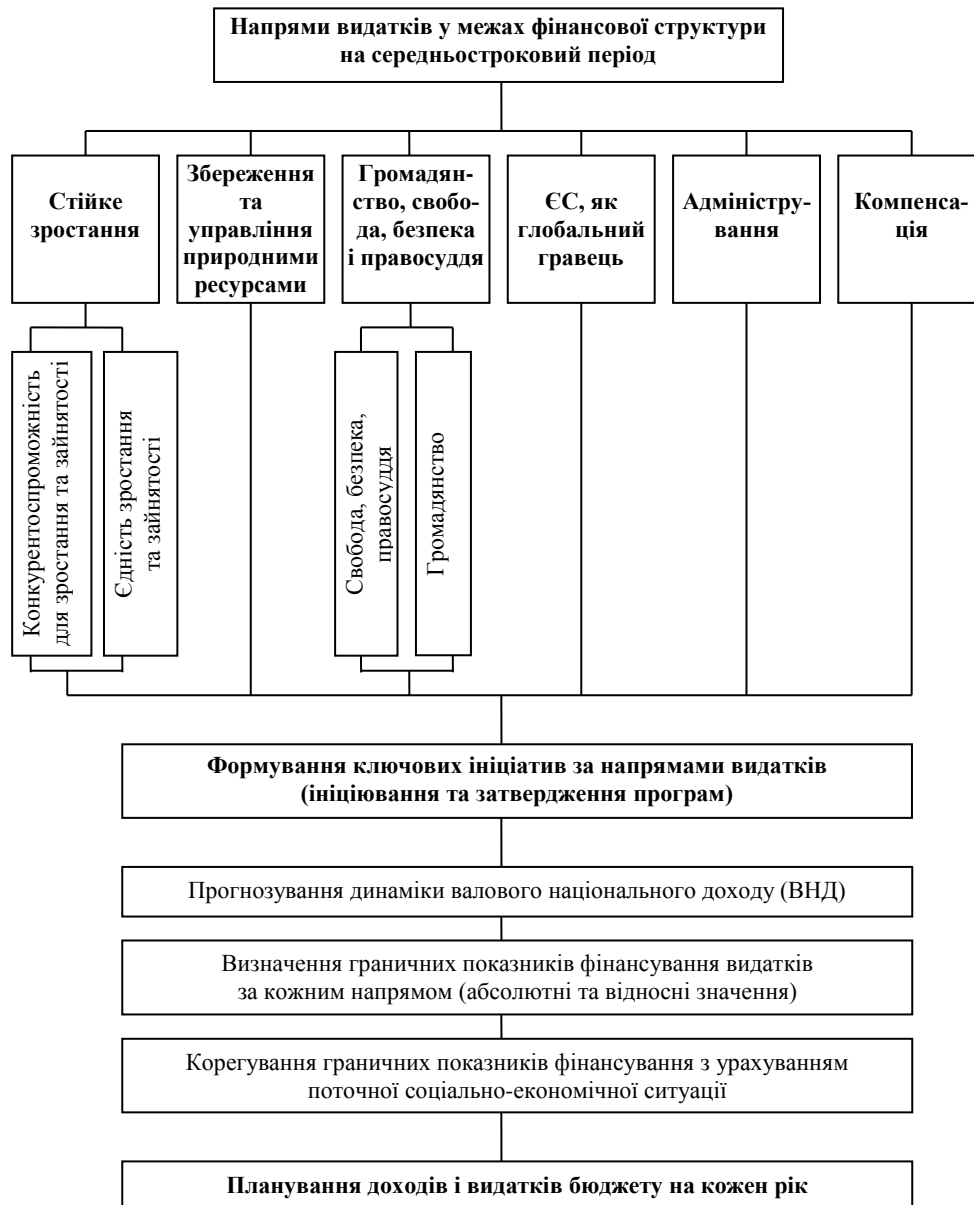 Напрями видатків у межах фінансової структури
на середньостроковий період
Стійке
зростання
Збереження
та
управління
природними
ресурсами
Громадян-
ство, свобо-
да, безпека
і правосуддя
ЄС, як
глобальний
гравець
Адміністру-
вання
Компенса-
ція
Конкурентоспроможність
для зростання та зайнятості
Єдність зростання
та зайнятості
Свобода, безпека,
правосуддя
Громадянство
Формування ключових ініціатив за напрямами видатків
(ініціювання та затвердження програм)
Прогнозування динаміки валового національного доходу (ВНД)
Визначення граничних показників фінансування видатків
за кожним напрямом (абсолютні та відносні значення)
Корегування граничних показників фінансування з урахуванням
поточної соціально-економічної ситуації
Планування доходів і видатків бюджету на кожен рік